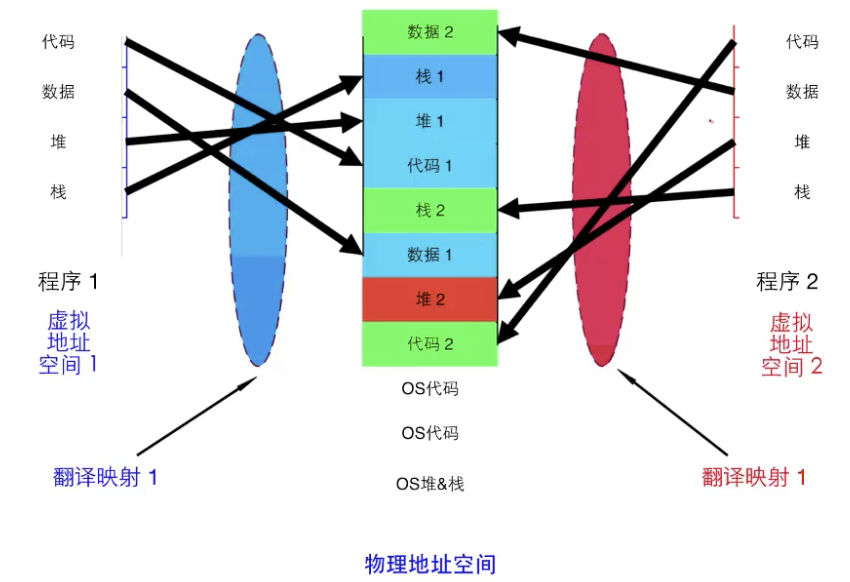 代码
数据
堆
栈
程序 1
虚拟
地址
空间 1
翻译映射 1
数据 2
栈 1
堆 1
代码 1
栈 2
数据 1
堆 2
代码 2
OS代码
OS代码
OS堆&栈
物理地址空间
代码
数据
堆
栈
程序 2
虚拟
地址
空间 2
翻译映射 1